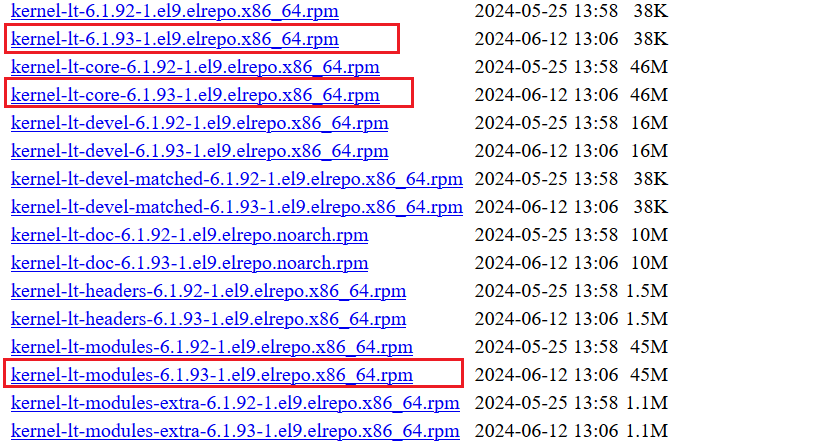 kernel-lt-6.1.92-1.el9.elrepo.x86_64.rpm 2024-05-25 13:58 38K
kernel-lt-6.1.93-1.el9.elrepo.x86_64.rpm 2024-06-12 13:06 38K
kernel-lt-core-6.1.92-1.el9.elrepo.x86_64.rpm 2024-05-25 13:58 46M
kernel-lt-core-6.1.93-1.el9.elrepo.x86_64.rpm 2024-06-12 13:06 46M
kernel-lt-devel-6.1.92-1.el9.elrepo.x86_64.rpm 2024-05-25 13:58 16M
kernel-lt-devel-6.1.93-1.el9.elrepo.x86_64.rpm 2024-06-12 13:06 16M
kernel-lt-devel-matched-6.1.92-1.el9.elrepo.x86_64.rpm 2024-05-25 13:58 38K
kernel-lt-devel-matched-6.1.93-1.el9.elrepo.x86_64.rpm 2024-06-12 13:06 38K
kernel-lt-doc-6.1.92-1.el9.elrepo.noarch.rpm 2024-05-25 13:58 10M
kernel-lt-doc-6.1.93-1.el9.elrepo.noarch.rpm 2024-06-12 13:06 10M
kernel-lt-headers-6.1.92-1.el9.elrepo.x86_64.rpm 2024-05-25 13:58 1.5M
kernel-lt-headers-6.1.93-1.el9.elrepo.x86_64.rpm 2024-06-12 13:06 1.5M
kernel-lt-modules-6.1.92-1.el9.elrepo.x86_64.rpm 2024-05-25 13:58 45M
kernel-lt-modules-6.1.93-1.el9.elrepo.x86_64.rpm 2024-06-12 13:06 45M
kernel-lt-modules-extra-6.1.92-1.el9.elrepo.x86_64.rpm 2024-05-25 13:58 1.1M
kernel-lt-modules-extra-6.1.93-1.el9.elrepo.x86_64.rpm 2024-06-12 13:06 1.1M